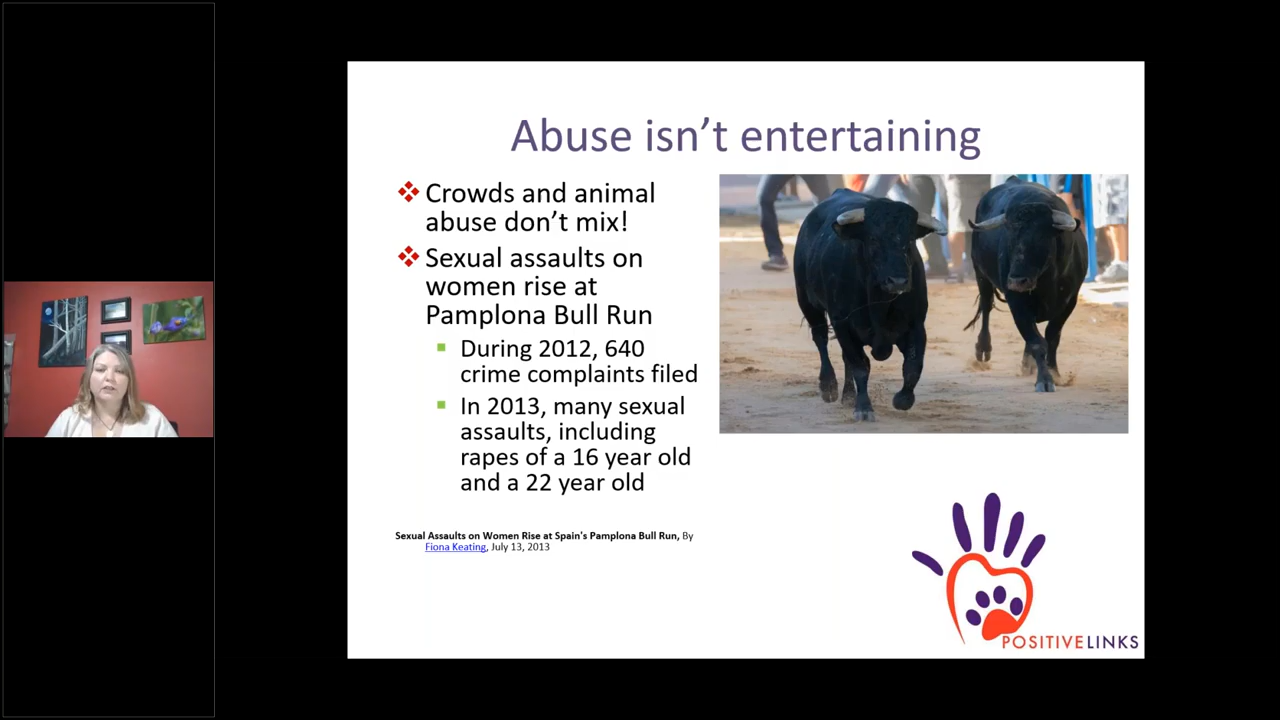 Abuse isn’t entertaining
Crowds and animal
abuse don’t mix!
Sexual assaults on
women rise at
Pamplona Bull Run
During 2012, 640
crime complaints filed
In 2013, many sexual
assaults, including
rapes of a 16 year old
and a 22 year old
Sexual Assaults on Women Rise at Spain's Pamplona Bull Run, By
Fiona Keating, July 13, 2013
POSITIVELINKS